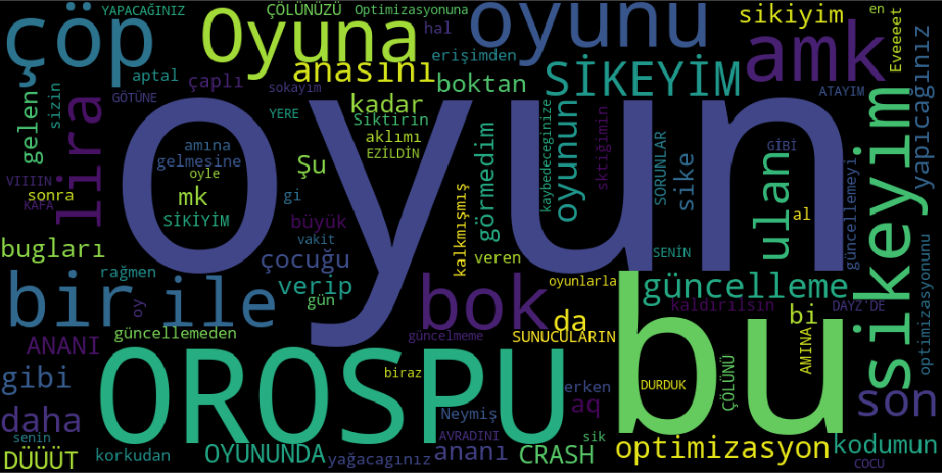 YAPACAĞINIZ
ÇÖLÜNÜZÜ
Optimizasyonuna
en
çöp
Oyuna
oyunu
sikiyim
Eveeeet
hal
erişimden
amk
aptal
çaplı
anasını
boktan
SİKEYİM
GÖTÜNE
sokayım
ATAYIM
gelen
sizin
lira
YERE
kadar
Siktirin
aklımı
EZİLDİN
oyun
amına
gelmesine
oyle
Şu
görmedim
kaybedeceginize
oyunun
sktiğimin
SORUNLAR
sike
GİBİ
ulan
al
güncellemeyi
sikeyim
yapıcagınız
VIIIIN
sonra
KAFA
mk
SİKİYİM
gi
büyük
kalkmışmış
bugları
vakit
SENİN
rağmen
çocuğu
veren
bir
ile
oy
verip
gün
bok
oyunlarla
bu
güncelleme
kaldırılsın
DAYZ'DE
optimizasyonunu
güncellemeden
güncelmeme
da
SUNUCULARIN
bi
ANANI
OROSPU
AMINA
gibi
biraz
DURDUK
ÇÖLÜNÜ
son
daha
erken
aq
Neymiş
senin
AVRADINI
sik
DÜÜÜT
korkudan
OYUNUNDA
yağacagınız
ananı
CRASH
optimizasyon
kodumun
COCU